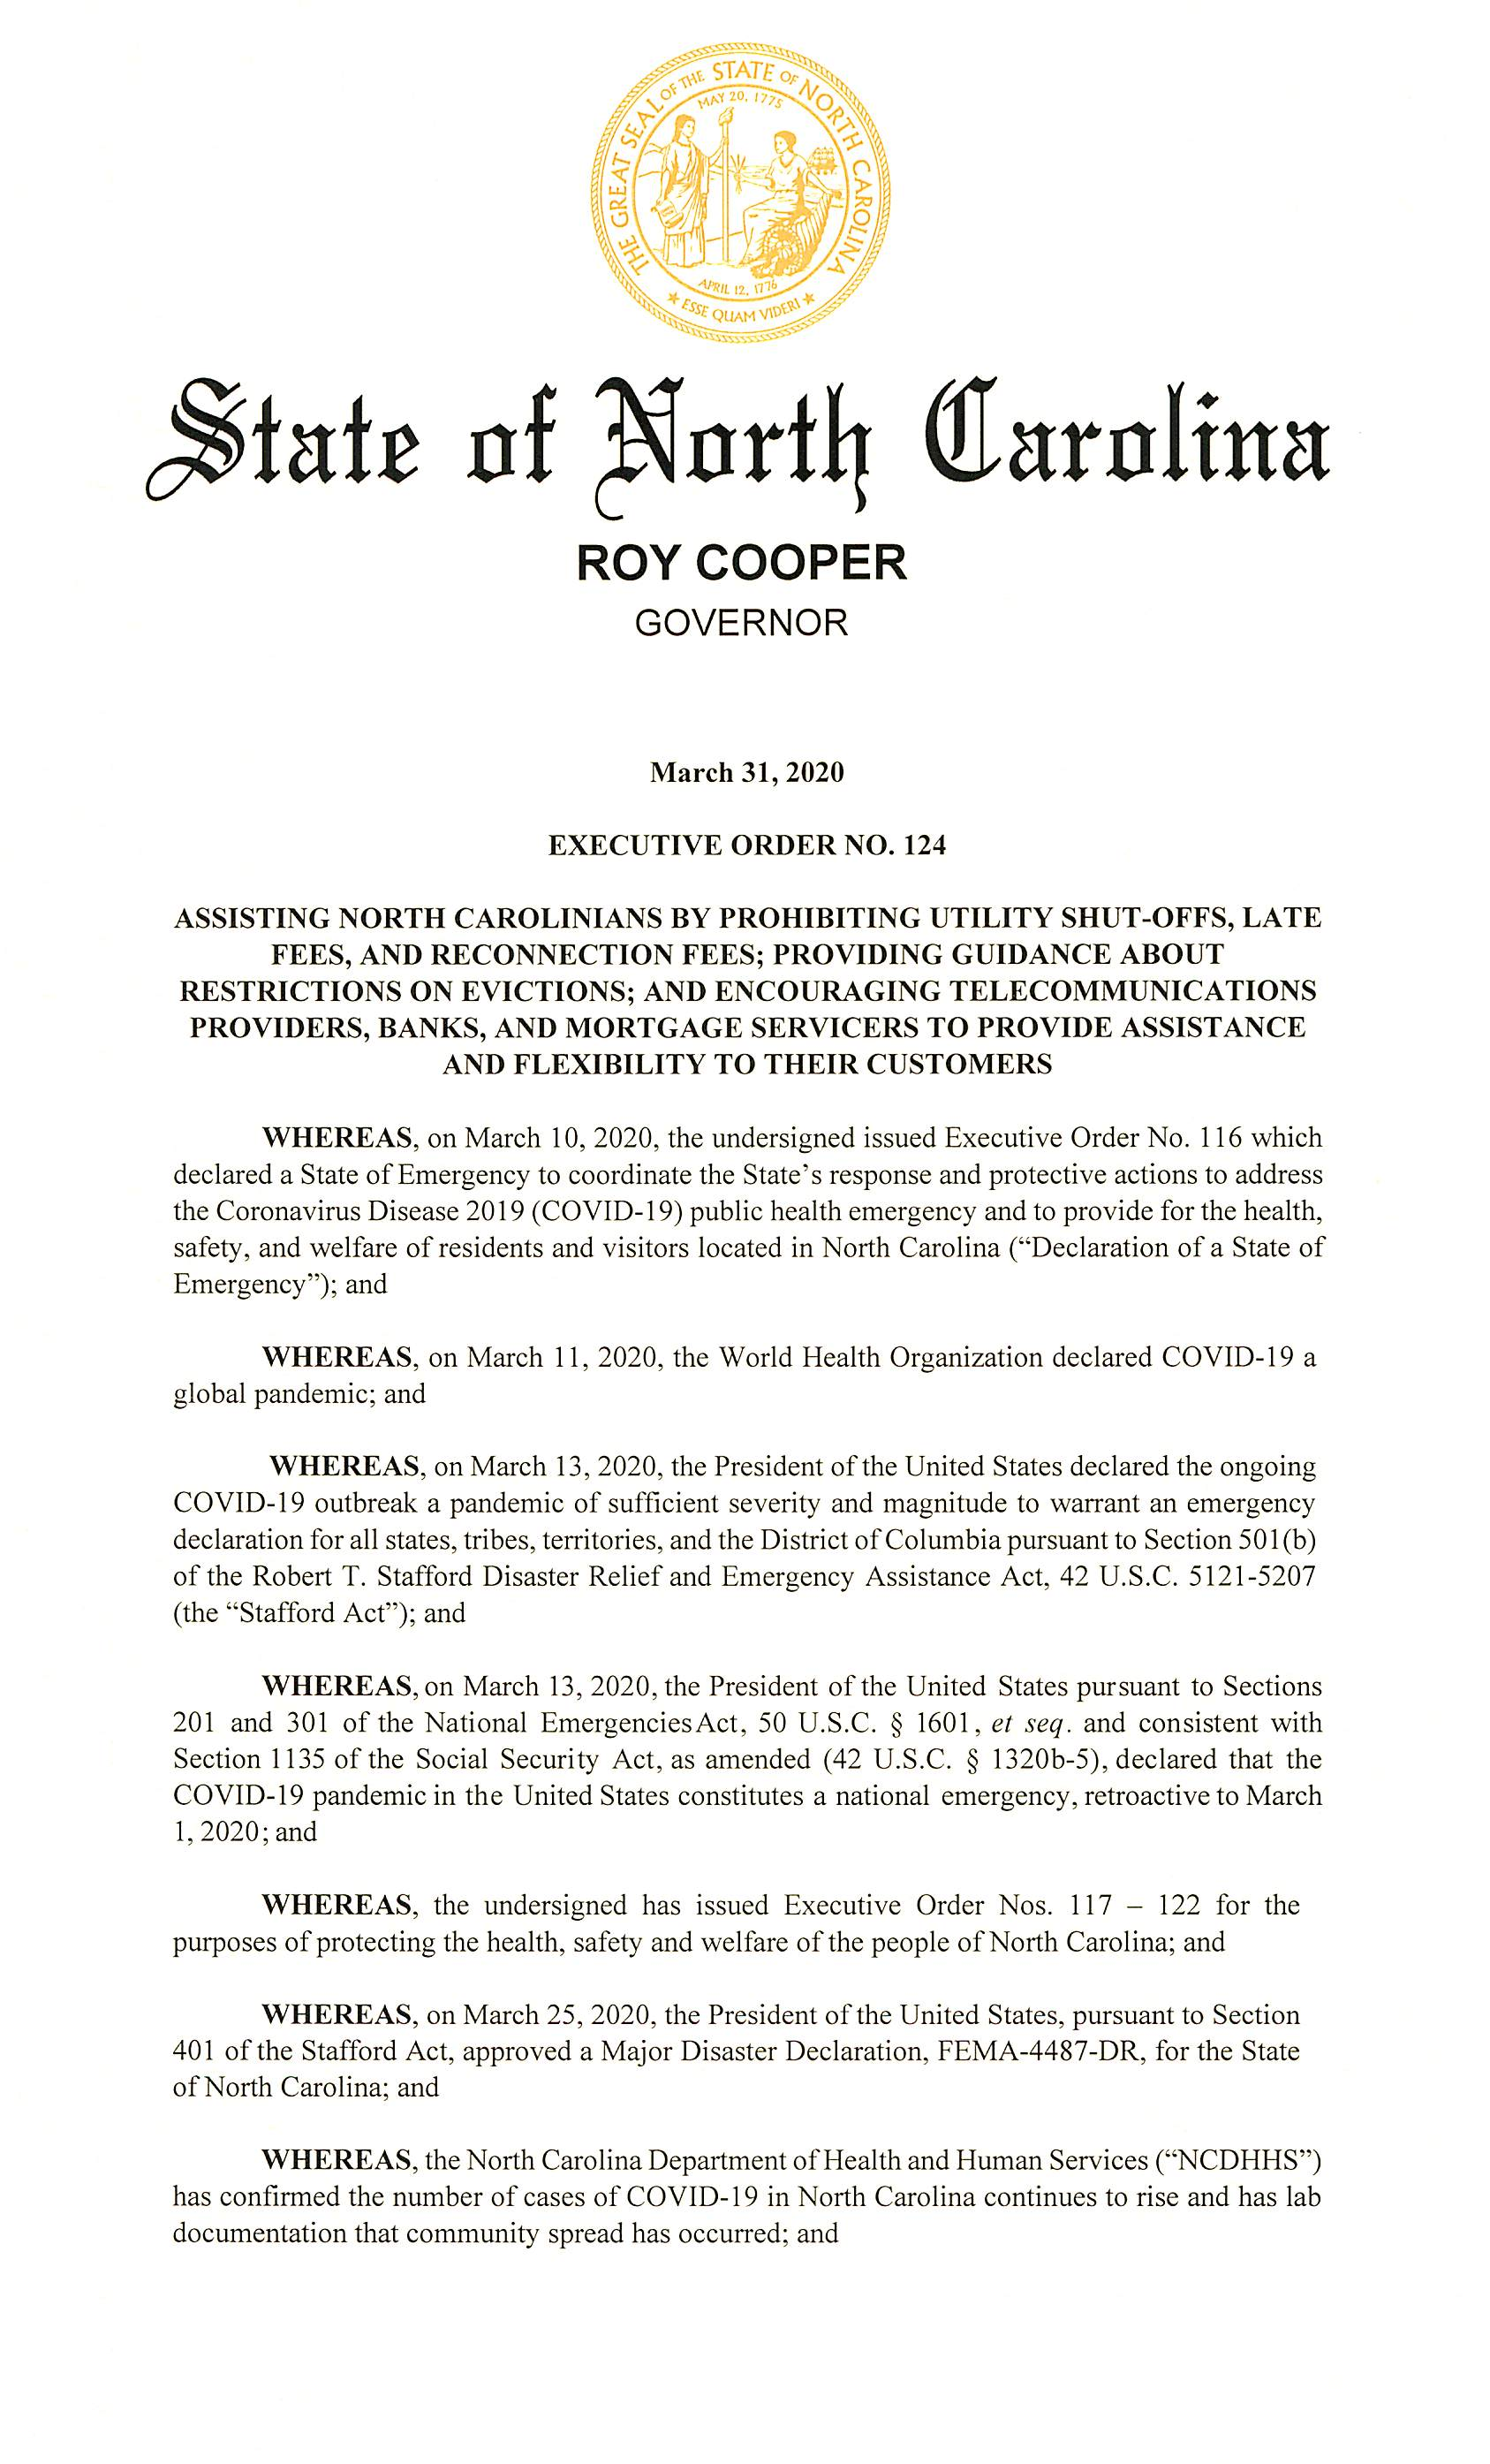 THE GREAT SEAL OF THE STATE OF NORTH CAROLINA
MAY 20, 1775
APRIL 12, 1776
★ ESSE QUAM VIDERI ★
State of North Carolina
ROY COOPER
GOVERNOR
March 31, 2020
EXECUTIVE ORDER NO. 124
ASSISTING NORTH CAROLINIANS BY PROHIBITING UTILITY SHUT-OFFS, LATE
FEES, AND RECONNECTION FEES; PROVIDING GUIDANCE ABOUT
RESTRICTIONS ON EVICTIONS; AND ENCOURAGING TELECOMMUNICATIONS
PROVIDERS, BANKS, AND MORTGAGE SERVICERS TO PROVIDE ASSISTANCE
AND FLEXIBILITY TO THEIR CUSTOMERS
WHEREAS, on March 10, 2020, the undersigned issued Executive Order No. 116 which
declared a State of Emergency to coordinate the State’s response and protective actions to address
the Coronavirus Disease 2019 (COVID-19) public health emergency and to provide for the health,
safety, and welfare of residents and visitors located in North Carolina (“Declaration of a State of
Emergency”); and
WHEREAS, on March 11, 2020, the World Health Organization declared COVID-19 a
global pandemic; and
WHEREAS, on March 13, 2020, the President of the United States declared the ongoing
COVID-19 outbreak a pandemic of sufficient severity and magnitude to warrant an emergency
declaration for all states, tribes, territories, and the District of Columbia pursuant to Section 501(b)
of the Robert T. Stafford Disaster Relief and Emergency Assistance Act, 42 U.S.C. 5121-5207
(the “Stafford Act”); and
WHEREAS, on March 13, 2020, the President of the United States pursuant to Sections
201 and 301 of the National Emergencies Act, 50 U.S.C. § 1601, et seq. and consistent with
Section 1135 of the Social Security Act, as amended (42 U.S.C. § 1320b-5), declared that the
COVID-19 pandemic in the United States constitutes a national emergency, retroactive to March
1, 2020; and
WHEREAS, the undersigned has issued Executive Order Nos. 117 – 122 for the
purposes of protecting the health, safety and welfare of the people of North Carolina; and
WHEREAS, on March 25, 2020, the President of the United States, pursuant to Section
401 of the Stafford Act, approved a Major Disaster Declaration, FEMA-4487-DR, for the State
of North Carolina; and
WHEREAS, the North Carolina Department of Health and Human Services (“NCDHHS”)
has confirmed the number of cases of COVID-19 in North Carolina continues to rise and has lab
documentation that community spread has occurred; and